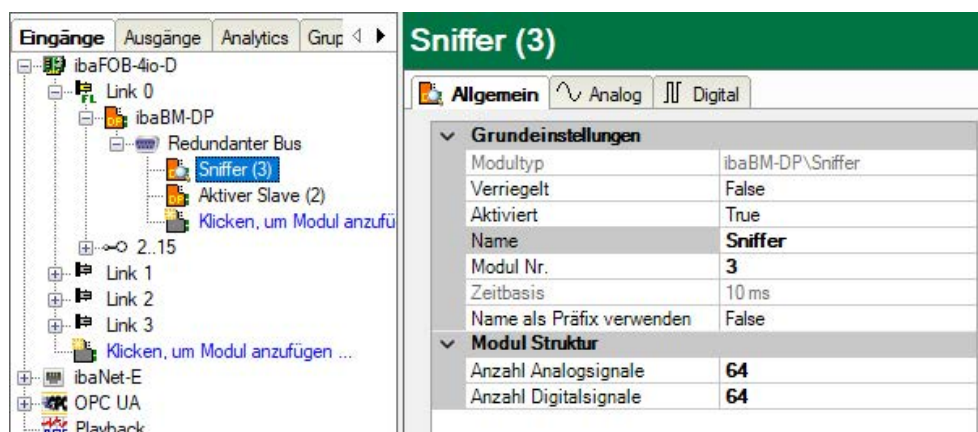 Eingänge Ausgänge Analytics Grup
ibaFOB-4io-D
Link 0
ibaBM-DP
Redundanter Bus
Sniffer (3)
Aktiver Slave (2)
Klicken, um Modul anzufü
2..15
Link 1
Link 2
Link 3
Klicken, um Modul anzufügen ...
ibaNet-E
OPC UA
Playback
Sniffer (3)
Allgemein Analog Digital
Grundeinstellungen
Modultyp ibaBM-DP\Sniffer
Verriegelt False
Aktiviert True
Name Sniffer
Modul Nr. 3
Zeitbasis 10 ms
Name als Präfix verwenden False
Modul Struktur
Anzahl Analogsignale 64
Anzahl Digitalsignale 64